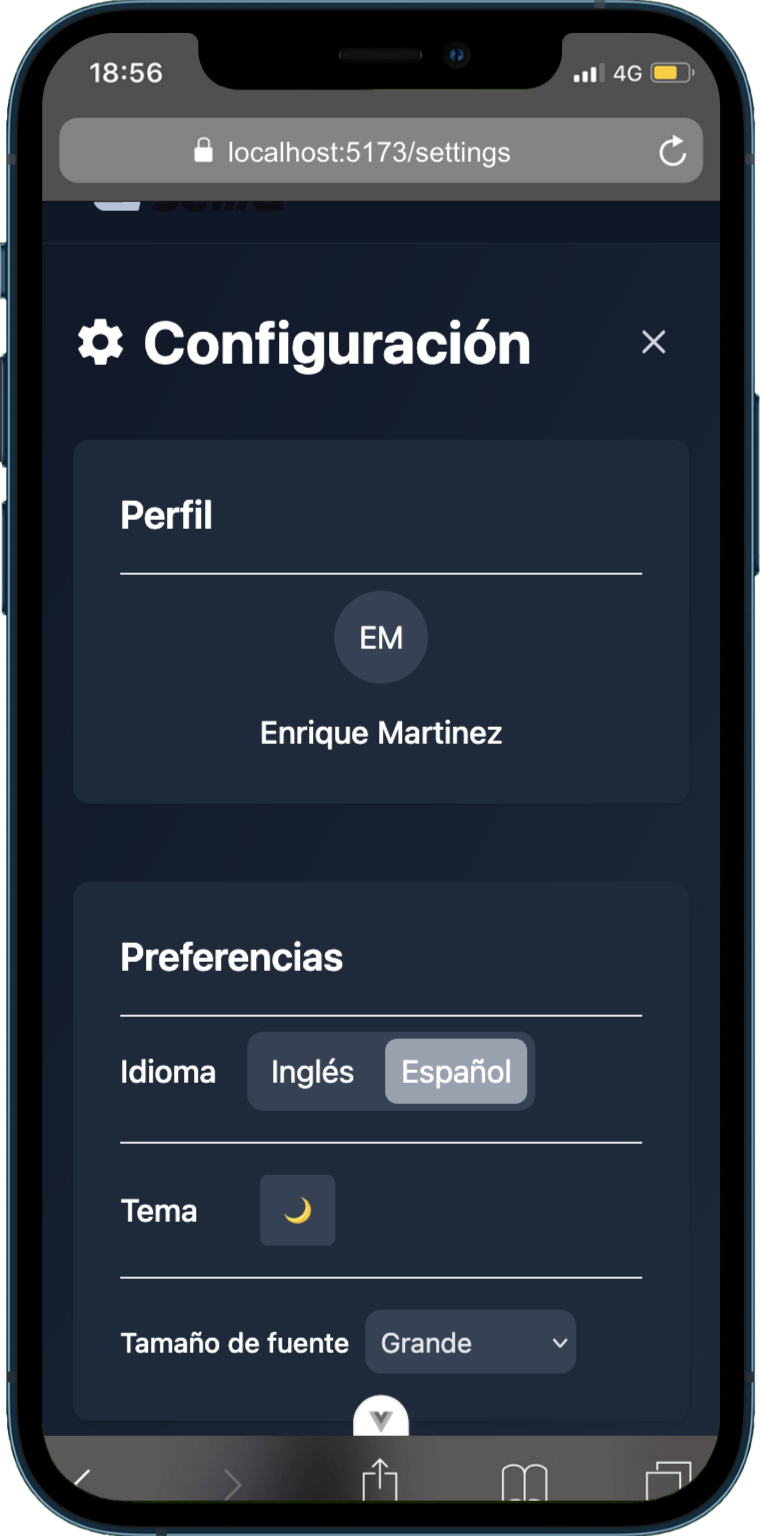 18:56
4G
localhost:5173/settings
Configuración
Perfil
EM
Enrique Martinez
Preferencias
Idioma Inglés Español
Tema
Tamaño de fuente Grande